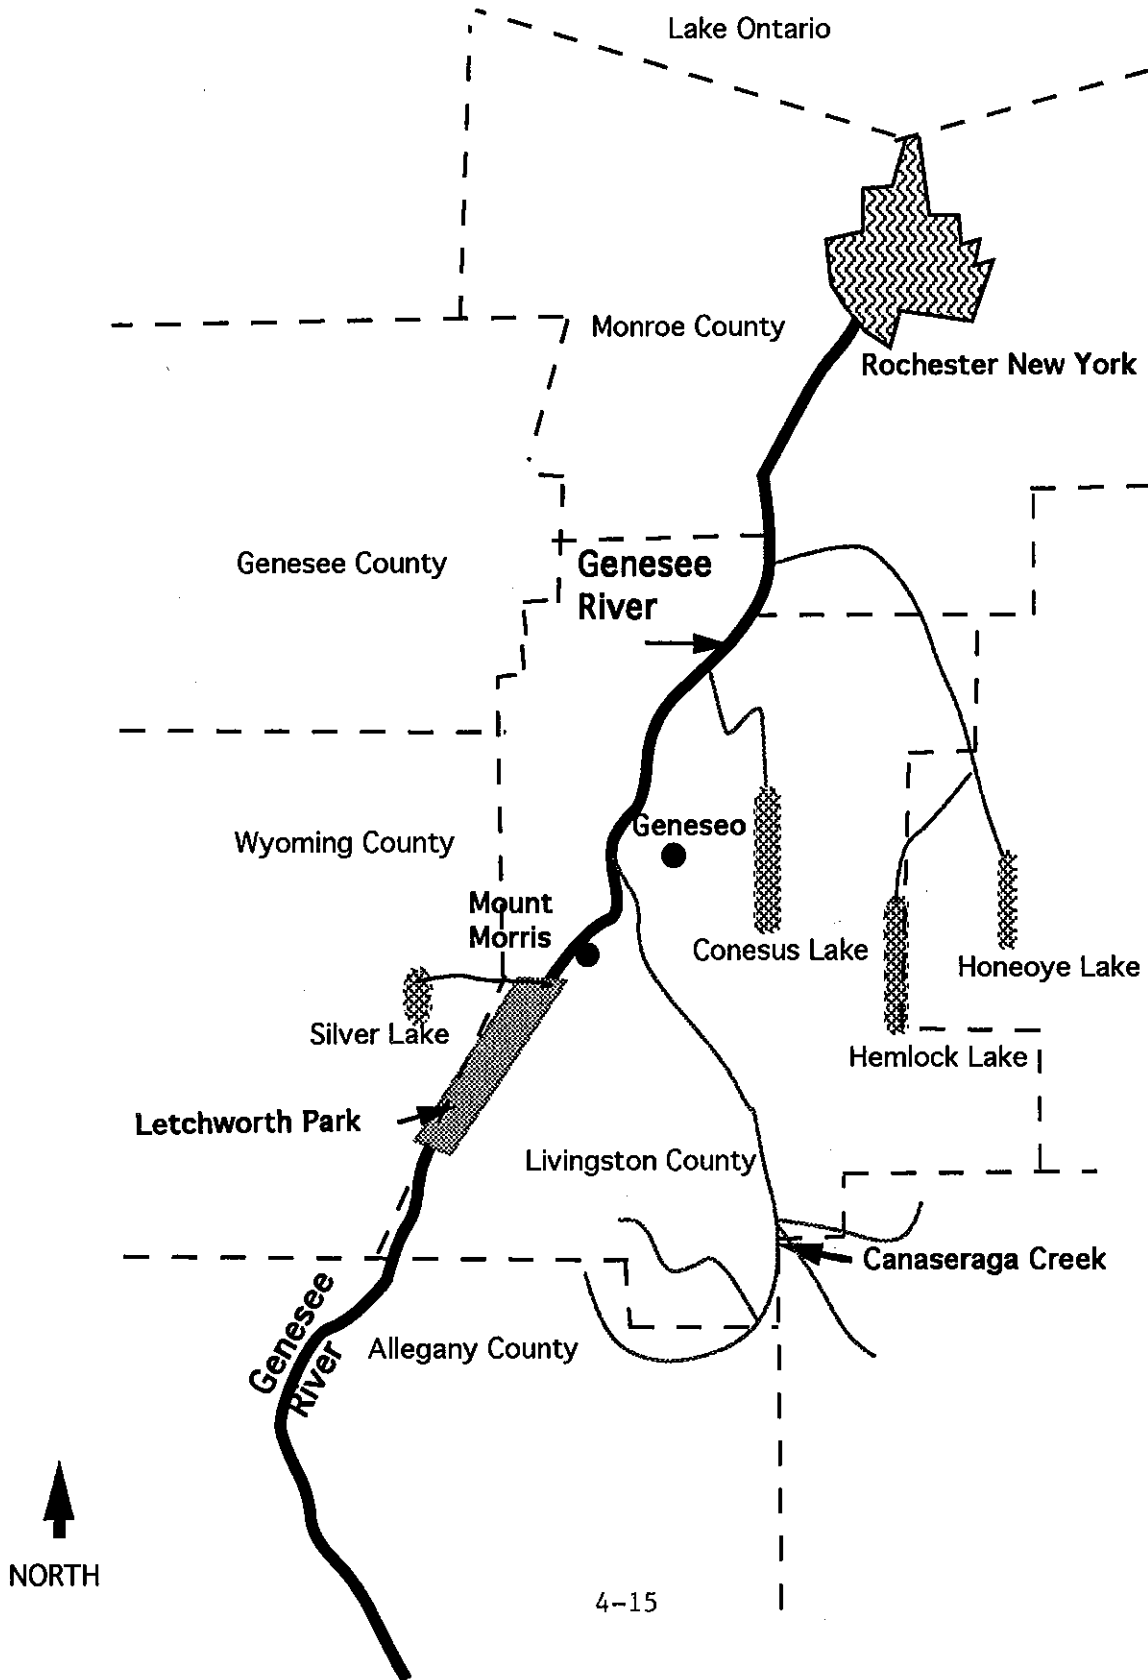 Lake Ontario
Monroe County
Rochester New York
Genesee County
Genesee
River
Wyoming County
Geneseo
Mount
Morris
Conesus Lake
Honeoye Lake
Silver Lake
Hemlock Lake
Letchworth Park
Livingston County
Canaseraga Creek
Genesee
River
Allegany County
NORTH
4-15